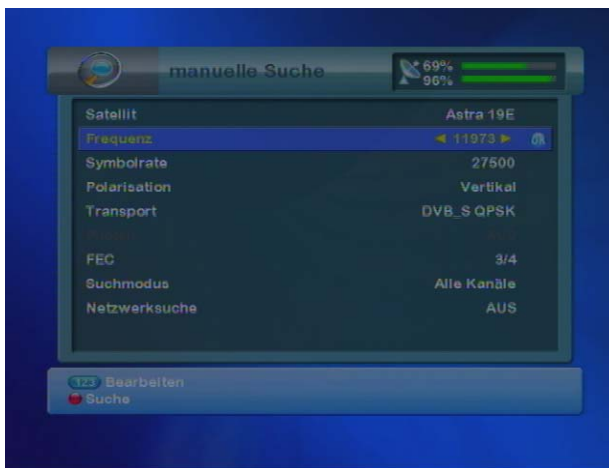 manuelle Suche
69%
96%
Satellit Astra 19E
Frequenz ◄ 11973 ► OK
Symbolrate 27500
Polarisation Vertikal
Transport DVB_S QPSK
FEC 3/4
Suchmodus Alle Kanäle
Netzwerksuche AUS
123 Bearbeiten
Suche